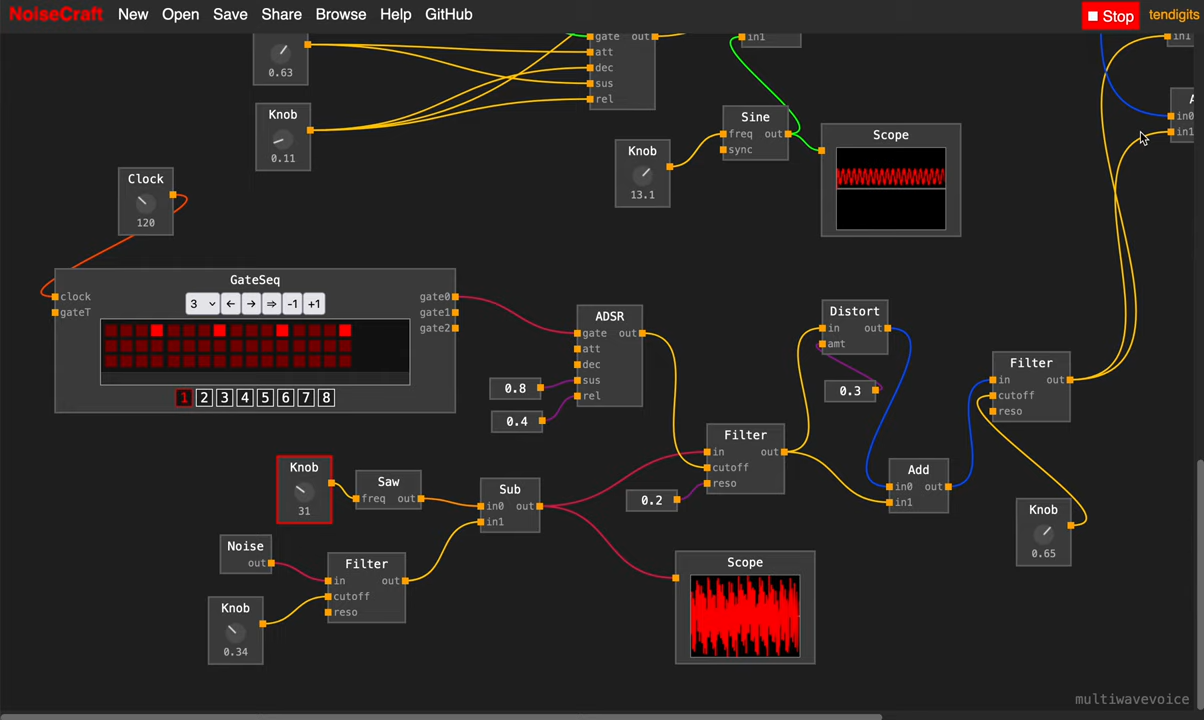 NoiseCraft New Open Save Share Browse Help GitHub Stop tendigits
0.63
gate out
att
dec
sus
rel
in1
in1
Knob
0.11
Knob
13.1
Sine
freq out
sync
Scope
in0
in1
Clock
120
GateSeq
3 ← → ⇒ -1 +1
clock
gateT
gate0
gate1
gate2
1 2 3 4 5 6 7 8
ADSR
gate out
att
dec
sus
rel
0.8
0.4
Distort
in out
amt
0.3
Filter
in out
cutoff
reso
Knob
31
Saw
freq out
Sub
in0 out
in1
Filter
in out
cutoff
reso
0.2
Add
in0 out
in1
Knob
0.65
Noise
out
Filter
in out
cutoff
reso
Knob
0.34
Scope
multiwavevoice